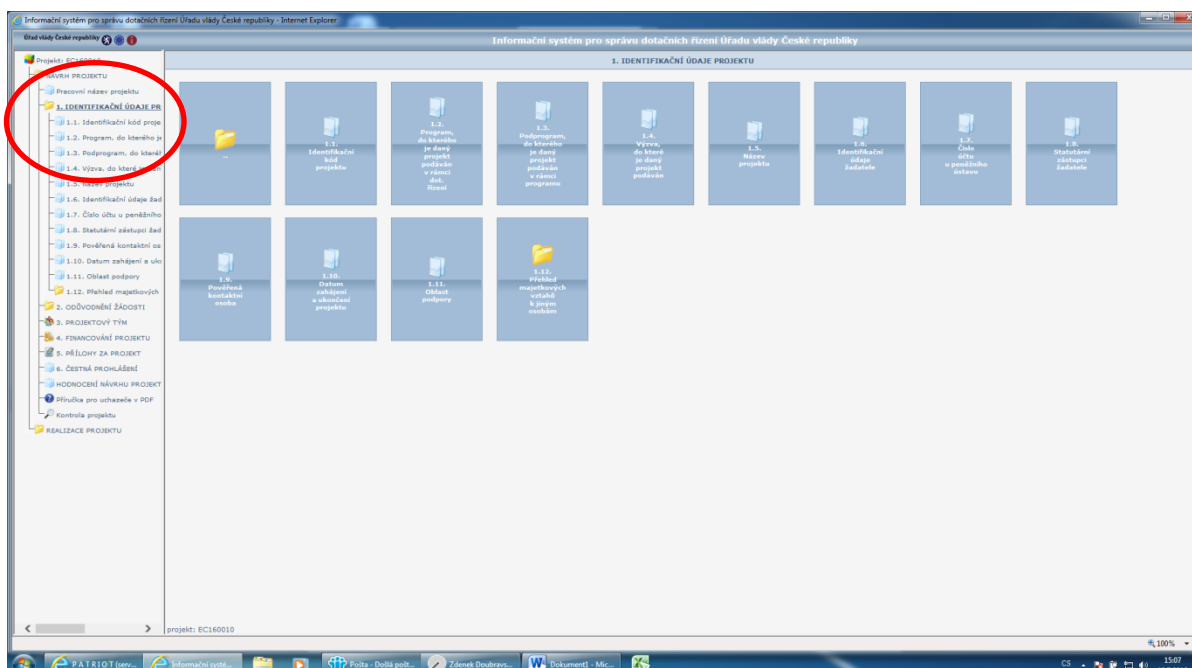 Informační systém pro správu dotačních řízení Úřadu vlády České republiky - Internet Explorer
Úřad vlády České republiky
Informační systém pro správu dotačních řízení Úřadu vlády České republiky
Projekt: EC160010
NÁVRH PROJEKTU
Pracovní název projektu
1. IDENTIFIKAČNÍ ÚDAJE PR
1.1. Identifikační kód proje
1.2. Program, do kterého je
1.3. Podprogram, do kteréh
1.4. Výzva, do které je
1.5. Název projektu
1.6. Identifikační údaje žad
1.7. Číslo účtu u peněžního
1.8. Statutární zástupci žad
1.9. Pověřená kontaktní os
1.10. Datum zahájení a uko
1.11. Oblast podpory
1.12. Přehled majetkových
2. ODŮVODNĚNÍ ŽÁDOSTI
3. PROJEKTOVÝ TÝM
4. FINANCOVÁNÍ PROJEKTU
5. PŘÍLOHY ZA PROJEKT
6. ČESTNÁ PROHLÁŠENÍ
HODNOCENÍ NÁVRHU PROJEKT
Příručka pro uchazeče v PDF
Kontrola projektu
REALIZACE PROJEKTU
1. IDENTIFIKAČNÍ ÚDAJE PROJEKTU
..
1.1.
Identifikační
kód
projektu
1.2.
Program,
do kterého
je daný
projekt
podáván
v rámci
dot.
řízení
1.3.
Podprogram,
do kterého
je daný
projekt
podáván
v rámci
programu
1.4.
Výzva,
do které
je daný
projekt
podáván
1.5.
Název
projektu
1.6.
Identifikační
údaje
žadatele
1.7.
Číslo
účtu
u peněžního
ústavu
1.8.
Statutární
zástupci
žadatele
1.9.
Pověřená
kontaktní
osoba
1.10.
Datum
zahájení
a ukončení
projektu
1.11.
Oblast
podpory
1.12.
Přehled
majetkových
vztahů
k jiným
osobám
projekt: EC160010
100%
PATRIOT (serv...
Informační systé...
Pošta - Došlá pošt...
Zdenek Doubravs...
Dokument1 - Mic...
CS
15:07